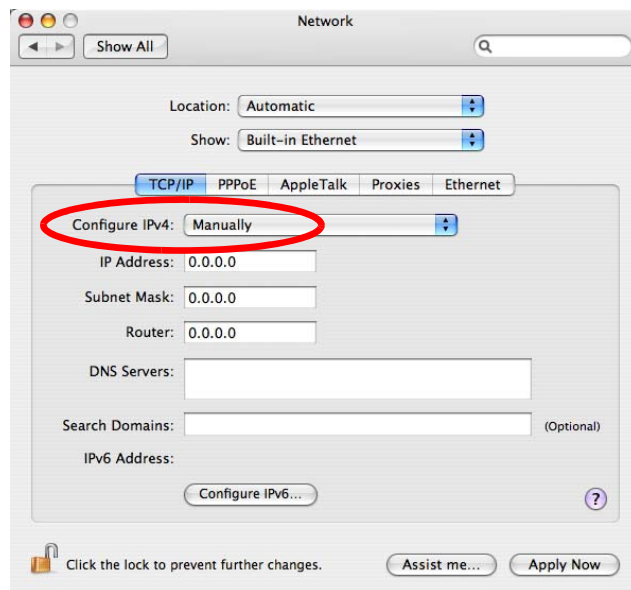 Network
Show All
Location: Automatic
Show: Built-in Ethernet
TCP/IP PPPoE AppleTalk Proxies Ethernet
Configure IPv4: Manually
IP Address: 0.0.0.0
Subnet Mask: 0.0.0.0
Router: 0.0.0.0
DNS Servers:
Search Domains: (Optional)
IPv6 Address:
Configure IPv6... ?
Click the lock to prevent further changes. Assist me... Apply Now